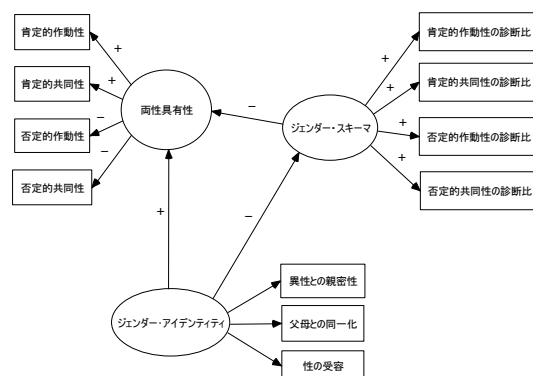 肯定的作動性
肯定的共同性
否定的作動性
否定的共同性
+
+
−
−
両性具有性
−
ジェンダー・スキーマ
+
+
+
+
肯定的作動性の診断比
肯定的共同性の診断比
否定的作動性の診断比
否定的共同性の診断比
+
−
ジェンダー・アイデンティティ
異性との親密性
父母との同一化
性の受容